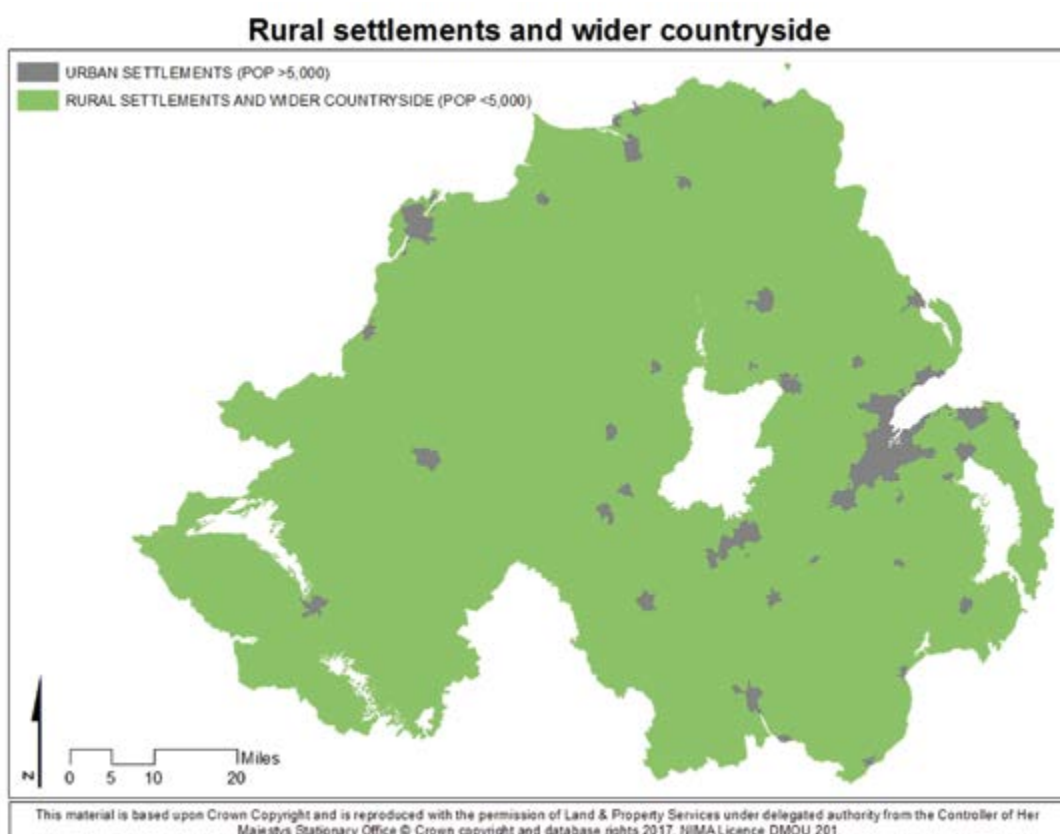 Rural settlements and wider countryside
URBAN SETTLEMENTS (POP >5,000)
RURAL SETTLEMENTS AND WIDER COUNTRYSIDE (POP <5,000)
N
Miles
0 5 10 20
This material is based upon Crown Copyright and is reproduced with the permission of Land & Property Services under delegated authority from the Controller of Her
Majestys Stationary Office © Crown copyright and database rights 2017. NIMA Licence DMOU 201